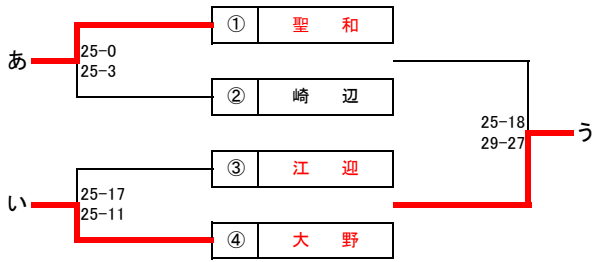 ① 聖 和
あ
25-0
25-3
② 崎 辺
25-18
29-27
う
③ 江 迎
い
25-17
25-11
④ 大 野